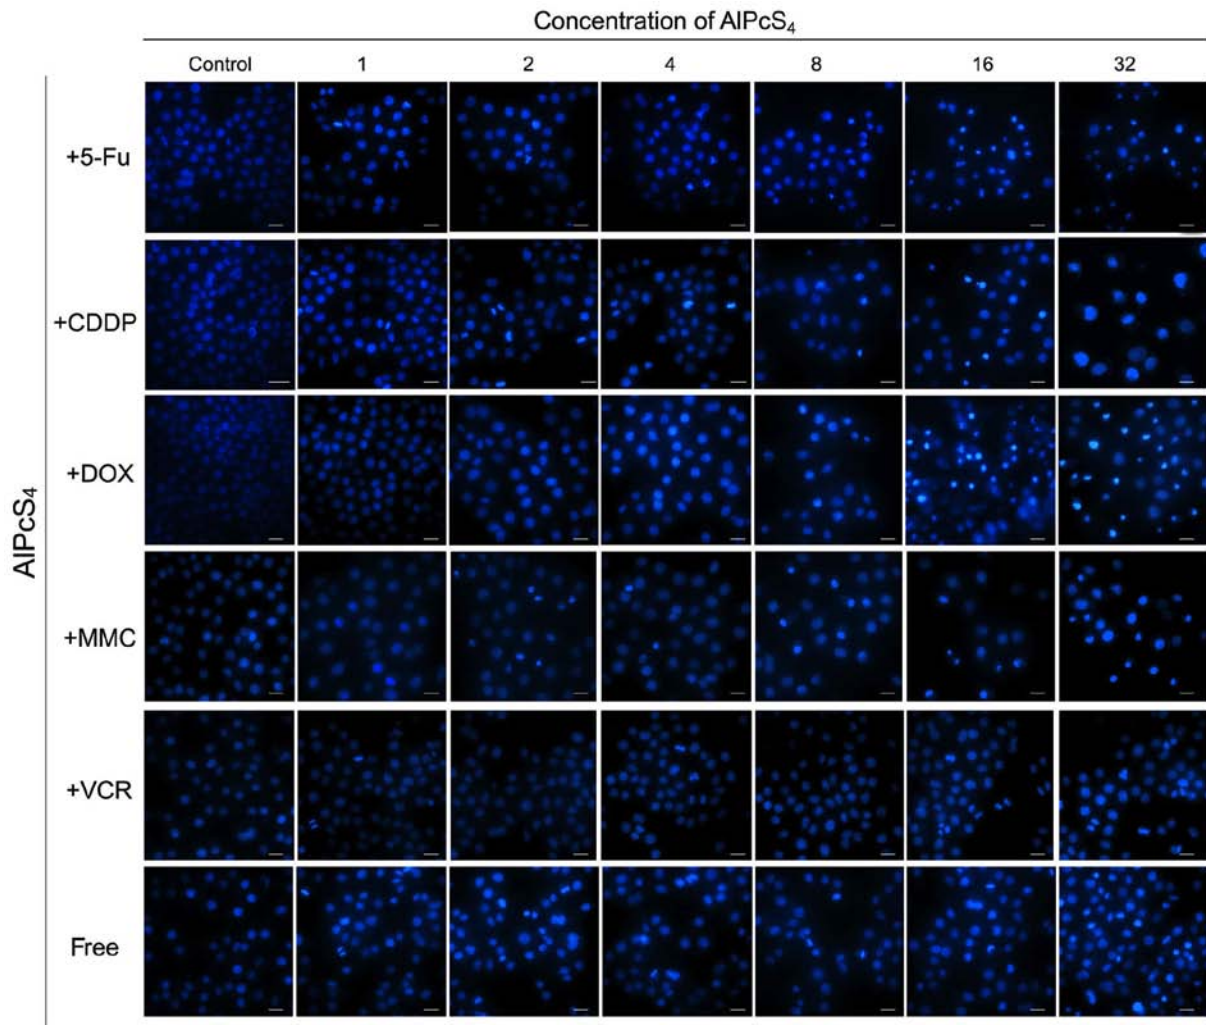 Concentration of AlPcS4
Control 1 2 4 8 16 32
AlPcS4
+5-Fu
+CDDP
+DOX
+MMC
+VCR
Free